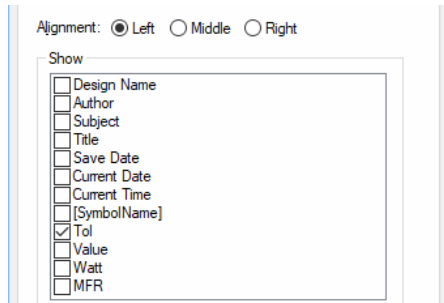 Alignment: Left Middle Right
Show
Design Name
Author
Subject
Title
Save Date
Current Date
Current Time
[SymbolName]
Tol
Value
Watt
MFR